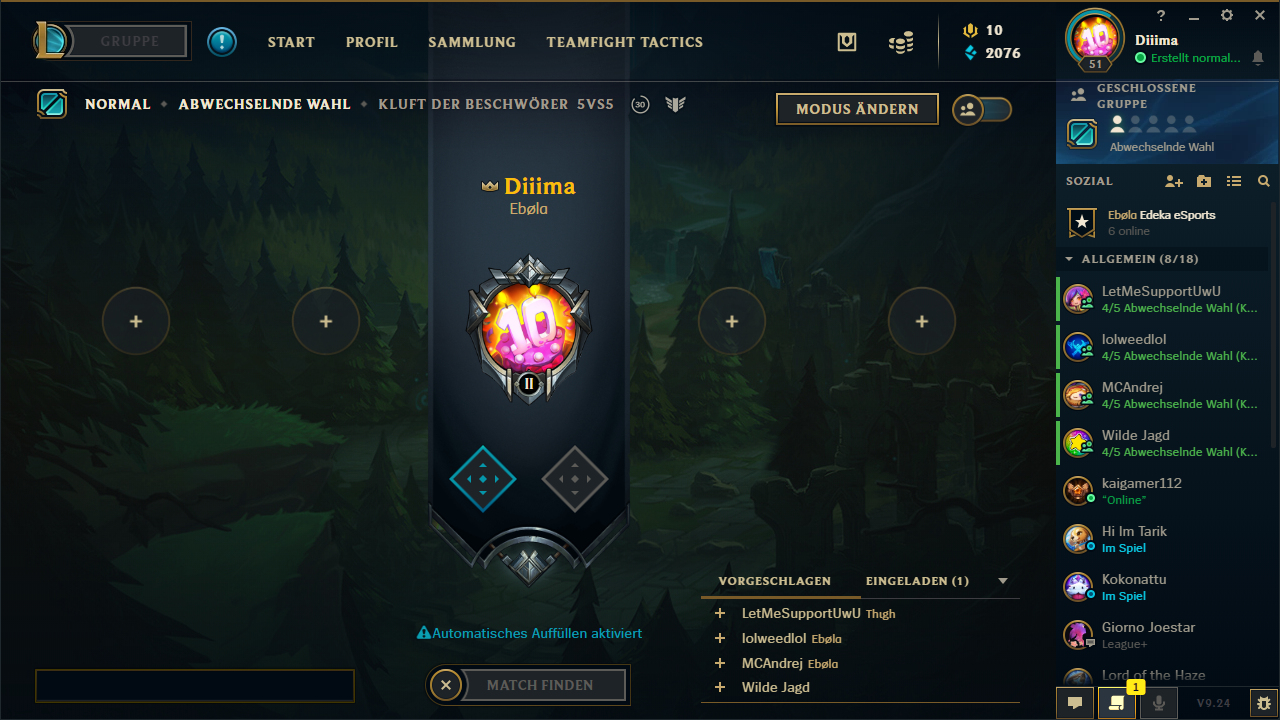 GRUPPE
START
PROFIL
SAMMLUNG
TEAMFIGHT TACTICS
10
2076
?
Diiima
51
Erstellt normal...
NORMAL
ABWECHSELNDE WAHL
KLUFT DER BESCHWÖRER 5VS5
30
MODUS ÄNDERN
GESCHLOSSENE
GRUPPE
Abwechselnde Wahl
Diiima
Ebøla
10
II
SOZIAL
Ebøla Edeka eSports
6 online
ALLGEMEIN (8/18)
LetMeSupportUwU
4/5 Abwechselnde Wahl (K...
lolweedlol
4/5 Abwechselnde Wahl (K...
MCAndrej
4/5 Abwechselnde Wahl (K...
Wilde Jagd
4/5 Abwechselnde Wahl (K...
kaigamer112
"Online"
Hi Im Tarik
Im Spiel
Kokonattu
Im Spiel
Giorno Joestar
League+
Lord of the Haze
Automatisches Auffüllen aktiviert
MATCH FINDEN
VORGESCHLAGEN
EINGELADEN (1)
LetMeSupportUwU Thugh
lolweedlol Ebøla
MCAndrej Ebøla
Wilde Jagd
1
V9.24